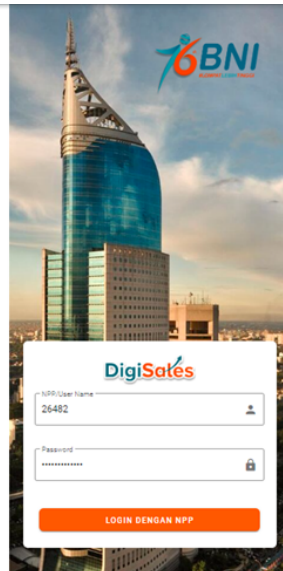 76 BNI
DigiSales
NPP/User Name
26482
Password
•••••••••••••
LOGIN DENGAN NPP